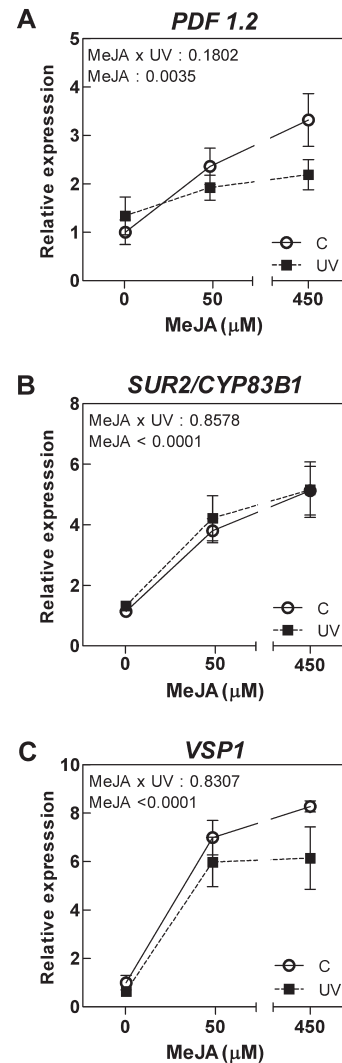 A
PDF 1.2
MeJA x UV : 0.1802
MeJA : 0.0035
Relative expresssion
5
4
3
2
1
0
C
UV
0 50 450
MeJA (μM)
B
SUR2/CYP83B1
MeJA x UV : 0.8578
MeJA < 0.0001
Relative expresssion
8
6
4
2
0
C
UV
0 50 450
MeJA (μM)
C
VSP1
MeJA x UV : 0.8307
MeJA <0.0001
Relative expresssion
10
8
6
4
2
0
C
UV
0 50 450
MeJA (μM)